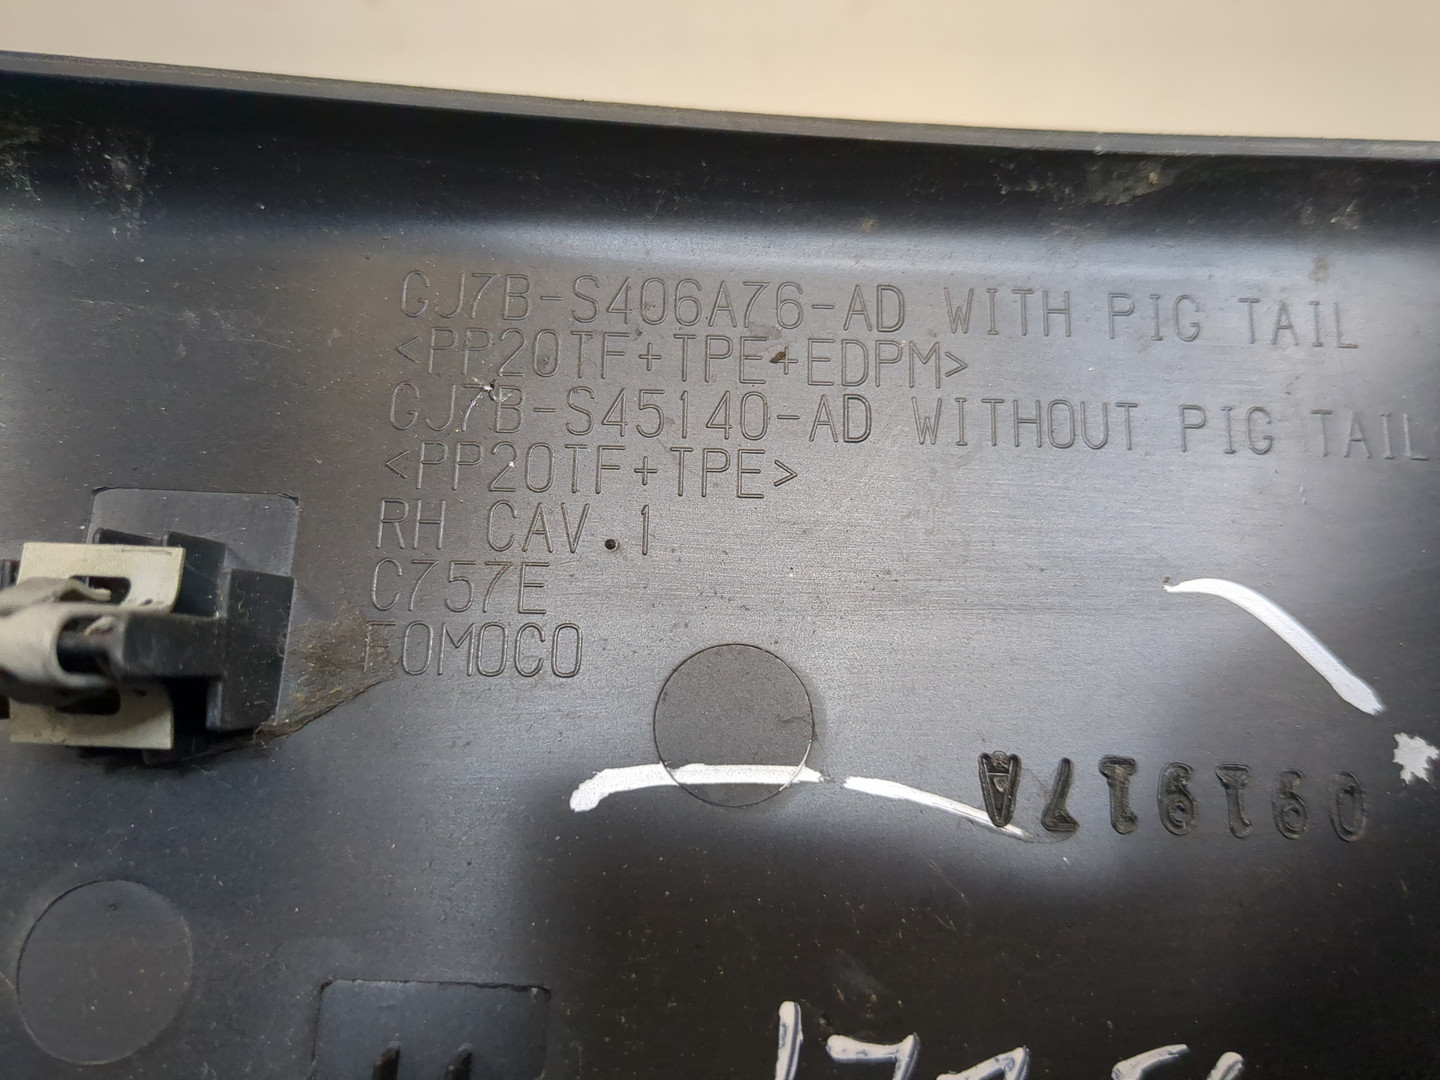 GJ7B-S406A76-AD WITH PIG TAIL
<PP20TF+TPE+EDPM>
GJ7B-S45140-AD WITHOUT PIG TAIL
<PP20TF+TPE>
RH CAV.1
C757E
FOMOCO
091917A